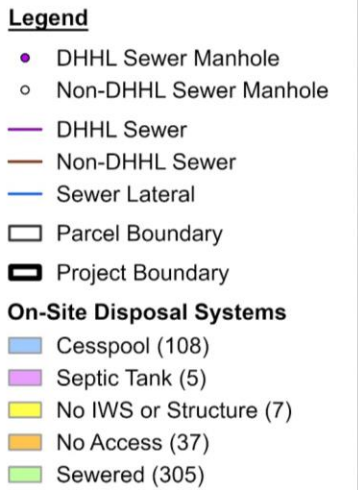 Legend
DHHL Sewer Manhole
Non-DHHL Sewer Manhole
DHHL Sewer
Non-DHHL Sewer
Sewer Lateral
Parcel Boundary
Project Boundary
On-Site Disposal Systems
Cesspool (108)
Septic Tank (5)
No IWS or Structure (7)
No Access (37)
Sewered (305)